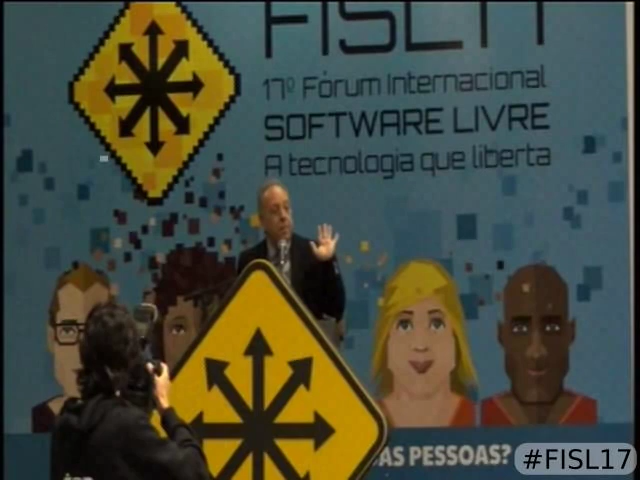 FISL17
17º Fórum Internacional
SOFTWARE LIVRE
A tecnologia que liberta
AS PESSOAS?
#FISL17